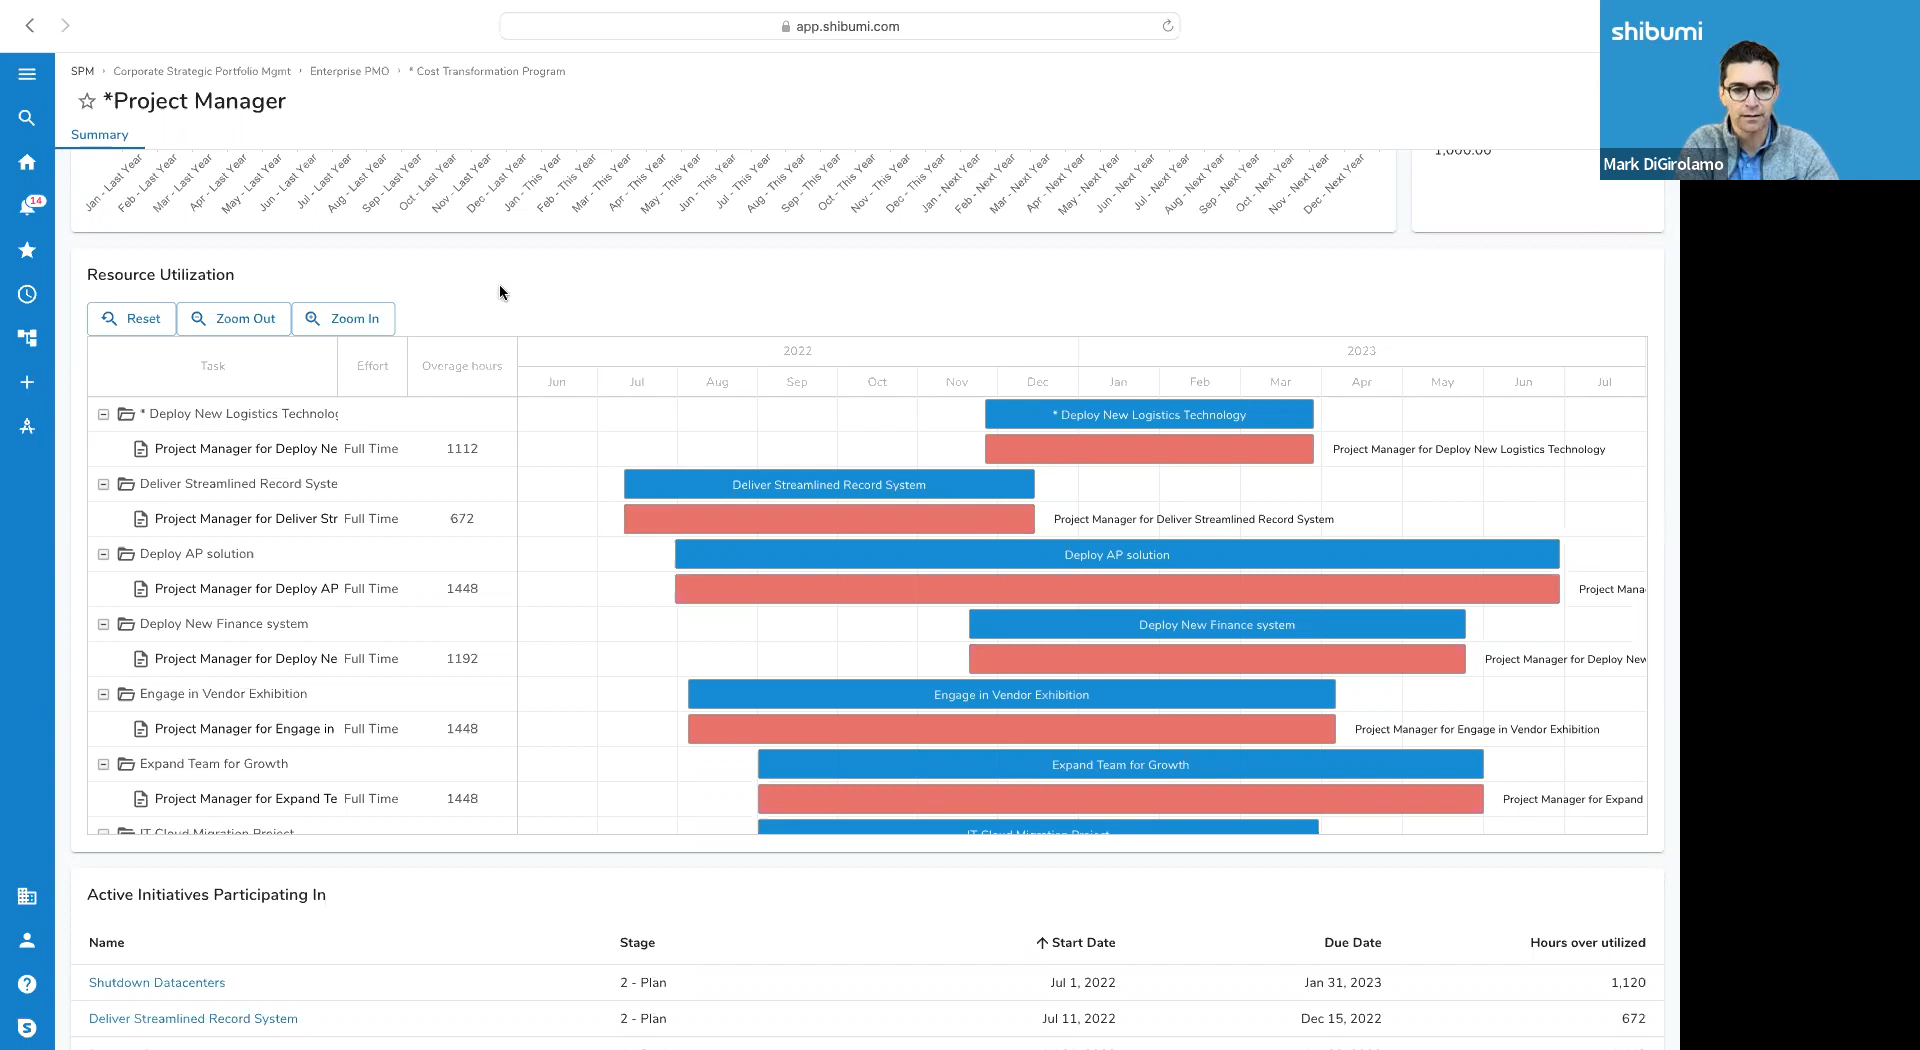 app.shibumi.com
shibumi
Mark DiGirolamo
SPM › Corporate Strategic Portfolio Mgmt › Enterprise PMO › * Cost Transformation Program
*Project Manager
Summary
14
Jan - Last Year Feb - Last Year Mar - Last Year Apr - Last Year May - Last Year Jun - Last Year Jul - Last Year Aug - Last Year Sep - Last Year Oct - Last Year Nov - Last Year Dec - Last Year Jan - This Year Feb - This Year Mar - This Year Apr - This Year May - This Year Jun - This Year Jul - This Year Aug - This Year Sep - This Year Oct - This Year Nov - This Year Dec - This Year Jan - Next Year Feb - Next Year Mar - Next Year Apr - Next Year May - Next Year Jun - Next Year Jul - Next Year Aug - Next Year Sep - Next Year Oct - Next Year Nov - Next Year Dec - Next Year
1,000.00
Resource Utilization
Reset Zoom Out Zoom In
Task Effort Overage hours
2022 2023
Jun Jul Aug Sep Oct Nov Dec Jan Feb Mar Apr May Jun Jul
* Deploy New Logistics Technolog * Deploy New Logistics Technology
Project Manager for Deploy Ne Full Time 1112 Project Manager for Deploy New Logistics Technology
Deliver Streamlined Record Syste Deliver Streamlined Record System
Project Manager for Deliver Str Full Time 672 Project Manager for Deliver Streamlined Record System
Deploy AP solution Deploy AP solution
Project Manager for Deploy AP Full Time 1448 Project Mana
Deploy New Finance system Deploy New Finance system
Project Manager for Deploy Ne Full Time 1192 Project Manager for Deploy New
Engage in Vendor Exhibition Engage in Vendor Exhibition
Project Manager for Engage in Full Time 1448 Project Manager for Engage in Vendor Exhibition
Expand Team for Growth Expand Team for Growth
Project Manager for Expand Te Full Time 1448 Project Manager for Expand
IT Cloud Migration Project IT Cloud Migration Project
Active Initiatives Participating In
Name Stage Start Date Due Date Hours over utilized
Shutdown Datacenters 2 - Plan Jul 1, 2022 Jan 31, 2023 1,120
Deliver Streamlined Record System 2 - Plan Jul 11, 2022 Dec 15, 2022 672